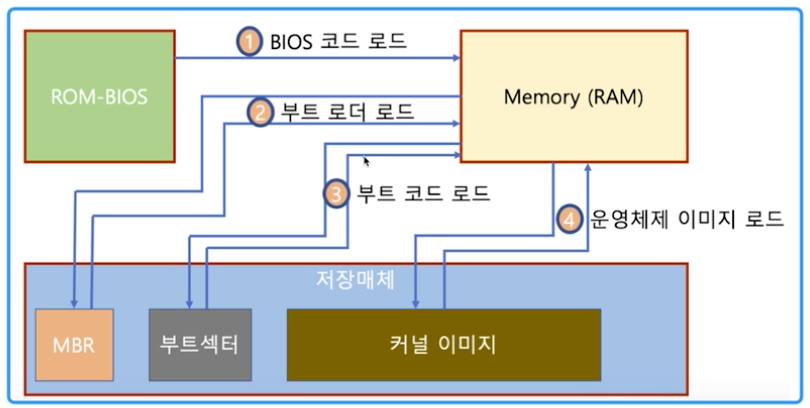 ① BIOS 코드 로드
ROM-BIOS
Memory (RAM)
② 부트 로더 로드
③ 부트 코드 로드
④ 운영체제 이미지 로드
저장매체
MBR
부트섹터
커널 이미지